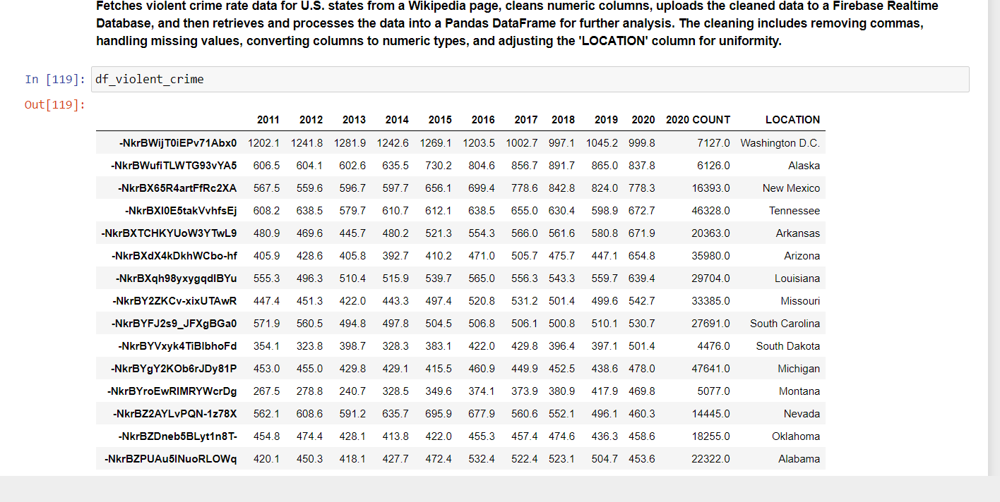 Fetches violent crime rate data for U.S. states from a Wikipedia page, cleans numeric columns, uploads the cleaned data to a Firebase Realtime
Database, and then retrieves and processes the data into a Pandas DataFrame for further analysis. The cleaning includes removing commas,
handling missing values, converting columns to numeric types, and adjusting the 'LOCATION' column for uniformity.
In [119]: df_violent_crime
Out[119]:
2011 2012 2013 2014 2015 2016 2017 2018 2019 2020 2020 COUNT LOCATION
-NkrBWijT0iEPv71Abx0 1202.1 1241.8 1281.9 1242.6 1269.1 1203.5 1002.7 997.1 1045.2 999.8 7127.0 Washington D.C.
-NkrBWufiTLWTG93vYA5 606.5 604.1 602.6 635.5 730.2 804.6 856.7 891.7 865.0 837.8 6126.0 Alaska
-NkrBX65R4artFfRc2XA 567.5 559.6 596.7 597.7 656.1 699.4 778.6 842.8 824.0 778.3 16393.0 New Mexico
-NkrBXI0E5takVvhfsEj 608.2 638.5 579.7 610.7 612.1 638.5 655.0 630.4 598.9 672.7 46328.0 Tennessee
-NkrBXTCHKYUoW3YTwL9 480.9 469.6 445.7 480.2 521.3 554.3 566.0 561.6 580.8 671.9 20363.0 Arkansas
-NkrBXdX4kDkhWCbo-hf 405.9 428.6 405.8 392.7 410.2 471.0 505.7 475.7 447.1 654.8 35980.0 Arizona
-NkrBXqh98yxygqdlBYu 555.3 496.3 510.4 515.9 539.7 565.0 556.3 543.3 559.7 639.4 29704.0 Louisiana
-NkrBY2ZKCv-xixUTAwR 447.4 451.3 422.0 443.3 497.4 520.8 531.2 501.4 499.6 542.7 33385.0 Missouri
-NkrBYFJ2s9_JFXgBGa0 571.9 560.5 494.8 497.8 504.5 506.8 506.1 500.8 510.1 530.7 27691.0 South Carolina
-NkrBYVxyk4TiBlbhoFd 354.1 323.8 398.7 328.3 383.1 422.0 429.8 396.4 397.1 501.4 4476.0 South Dakota
-NkrBYgY2KOb6rJDy81P 453.0 455.0 429.8 429.1 415.5 460.9 449.9 452.5 438.6 478.0 47641.0 Michigan
-NkrBYroEwRlMRYWcrDg 267.5 278.8 240.7 328.5 349.6 374.1 373.9 380.9 417.9 469.8 5077.0 Montana
-NkrBZ2AYLvPQN-1z78X 562.1 608.6 591.2 635.7 695.9 677.9 560.6 552.1 496.1 460.3 14445.0 Nevada
-NkrBZDneb5BLyt1n8T- 454.8 474.4 428.1 413.8 422.0 455.3 457.4 474.6 436.3 458.6 18255.0 Oklahoma
-NkrBZPUAu5lNuoRLOWq 420.1 450.3 418.1 427.7 472.4 532.4 522.4 523.1 504.7 453.6 22322.0 Alabama